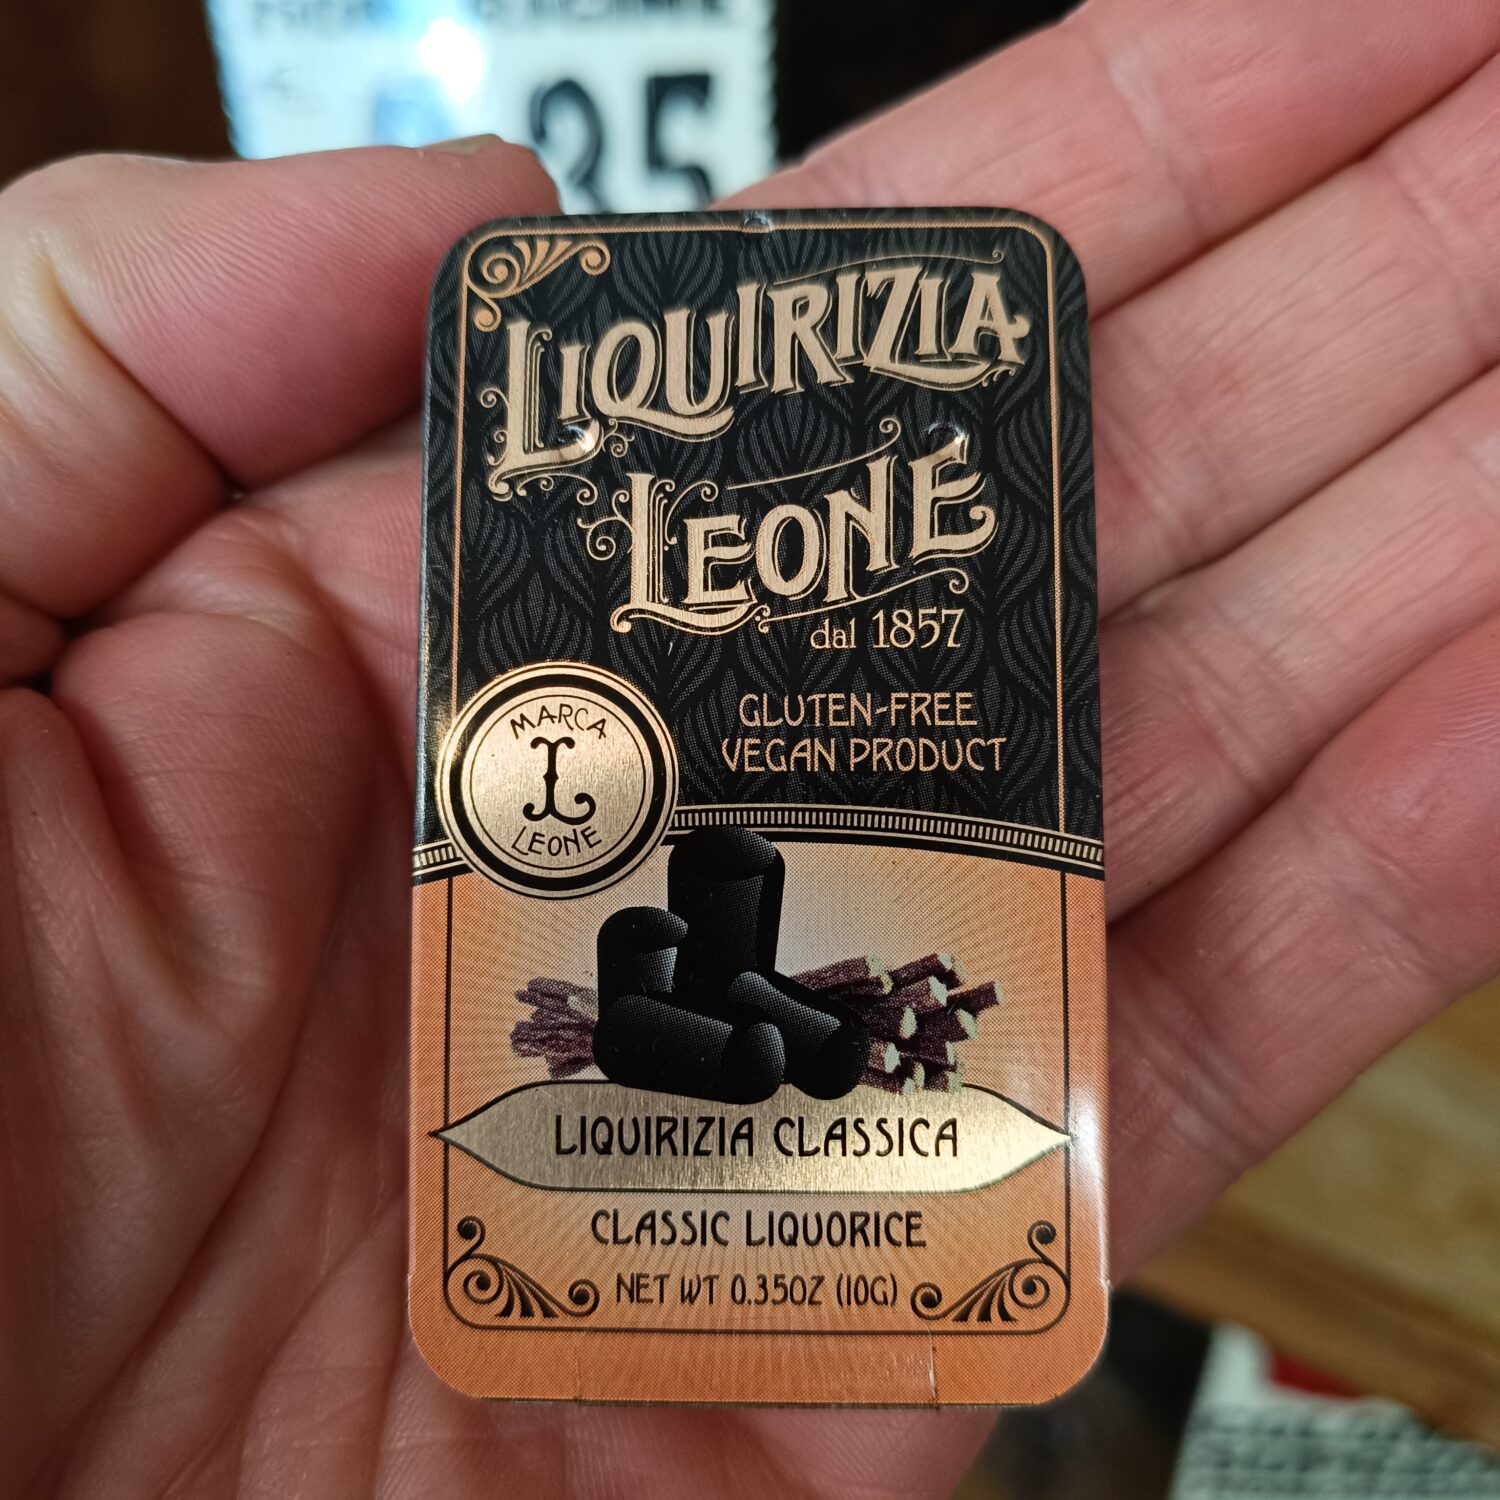 35
LIQUIRIZIA
LEONE
dal 1857
GLUTEN-FREE
VEGAN PRODUCT
MARCA
L
LEONE
LIQUIRIZIA CLASSICA
CLASSIC LIQUORICE
NET WT 0.35OZ (10G)